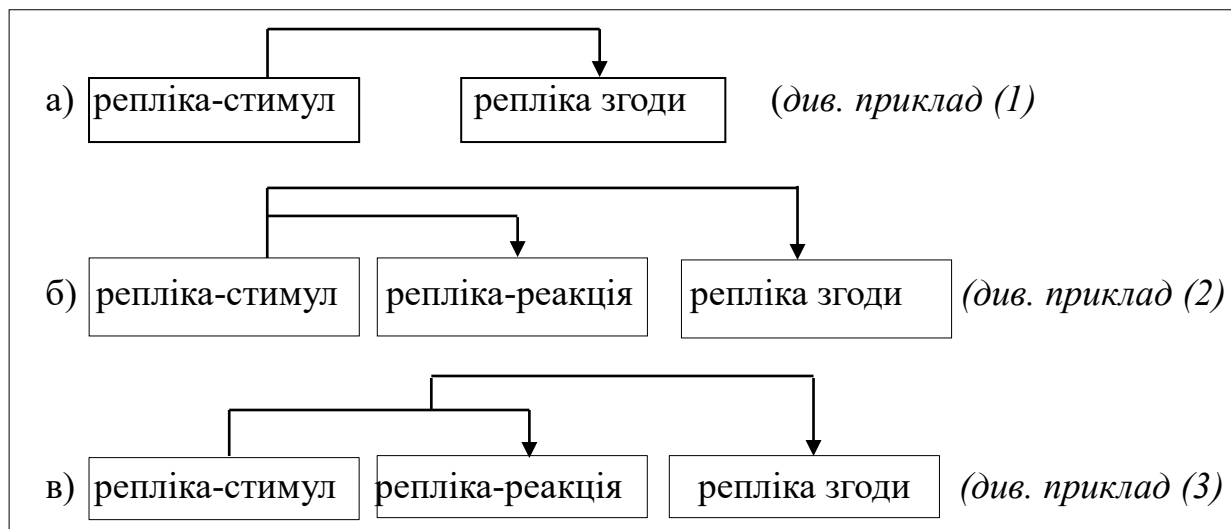 а) репліка-стимул репліка згоди (див. приклад (1)
б) репліка-стимул репліка-реакція репліка згоди (див. приклад (2)
в) репліка-стимул репліка-реакція репліка згоди (див. приклад (3)